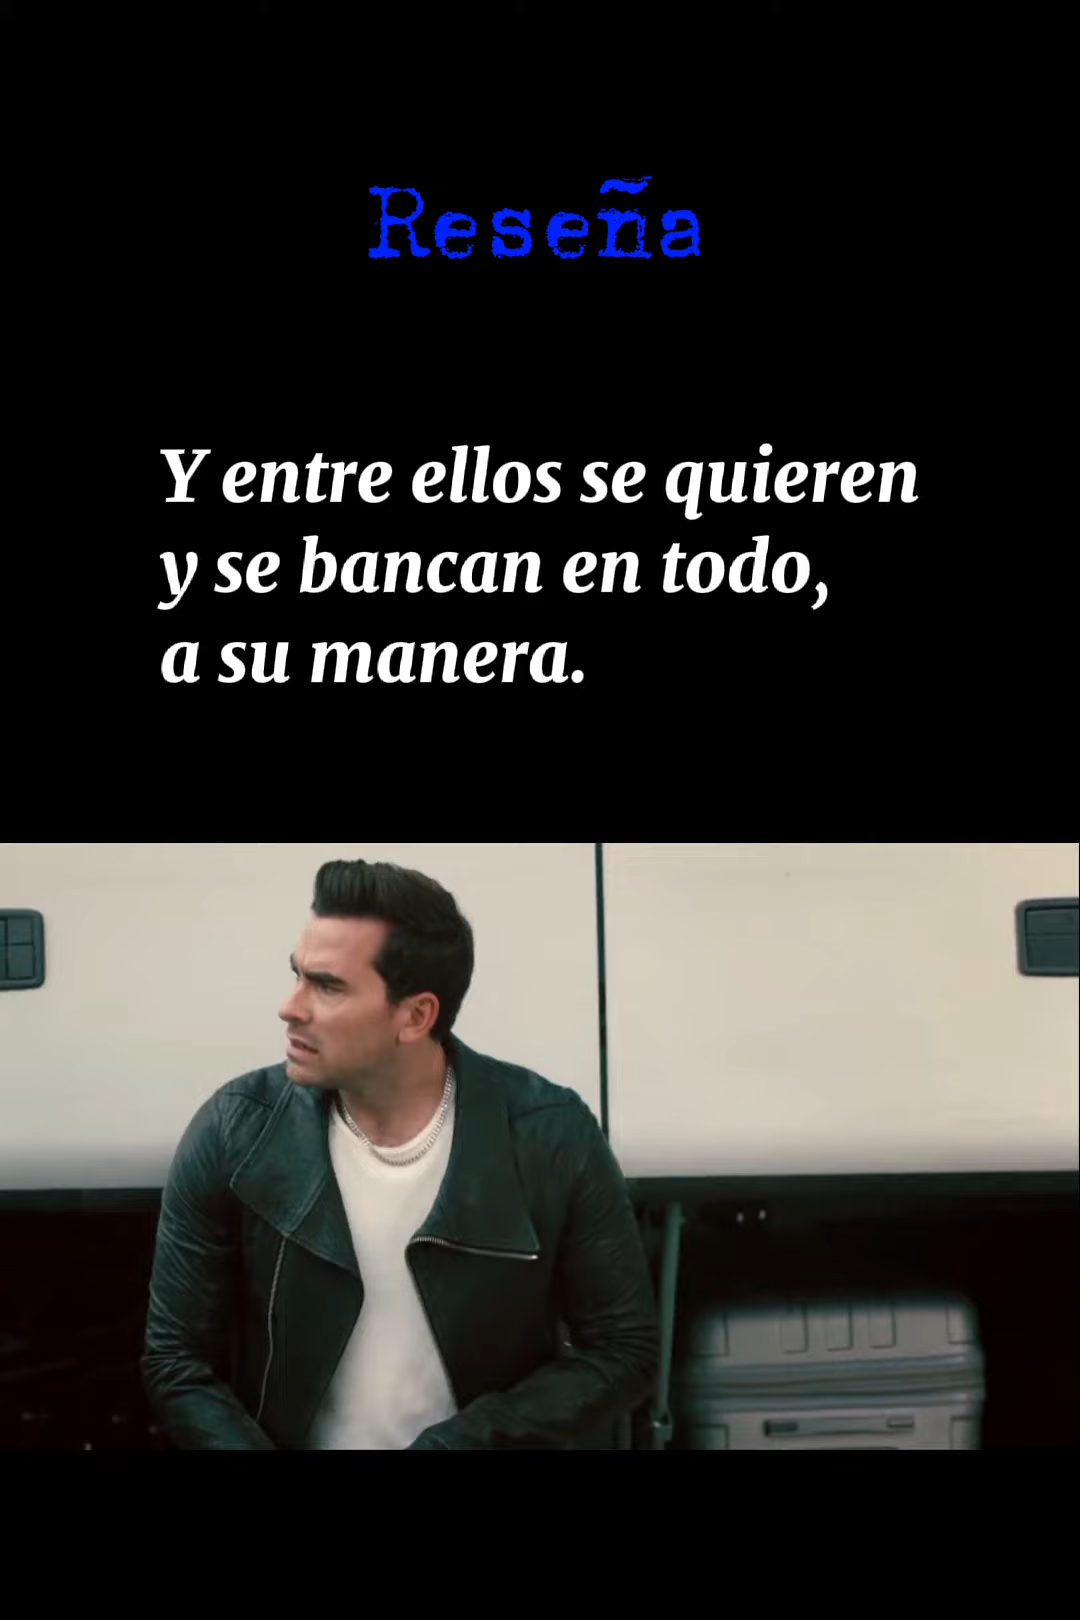 Reseña
Y entre ellos se quieren
y se bancan en todo,
a su manera.